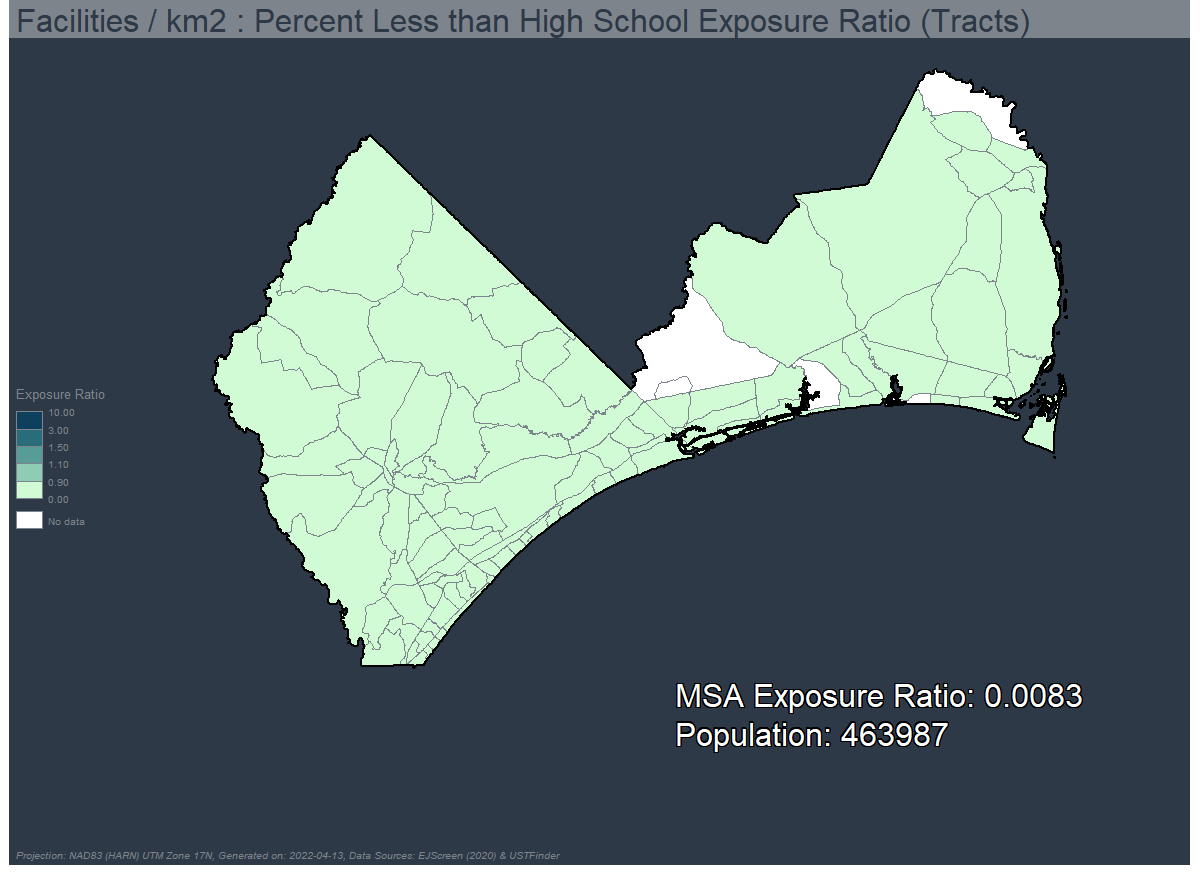 Facilities / km2 : Percent Less than High School Exposure Ratio (Tracts)
Exposure Ratio
10.00
3.00
1.50
1.10
0.90
0.00
No data
MSA Exposure Ratio: 0.0083
Population: 463987
Projection: NAD83 (HARN) UTM Zone 17N, Generated on: 2022-04-13, Data Sources: EJScreen (2020) & USTFinder